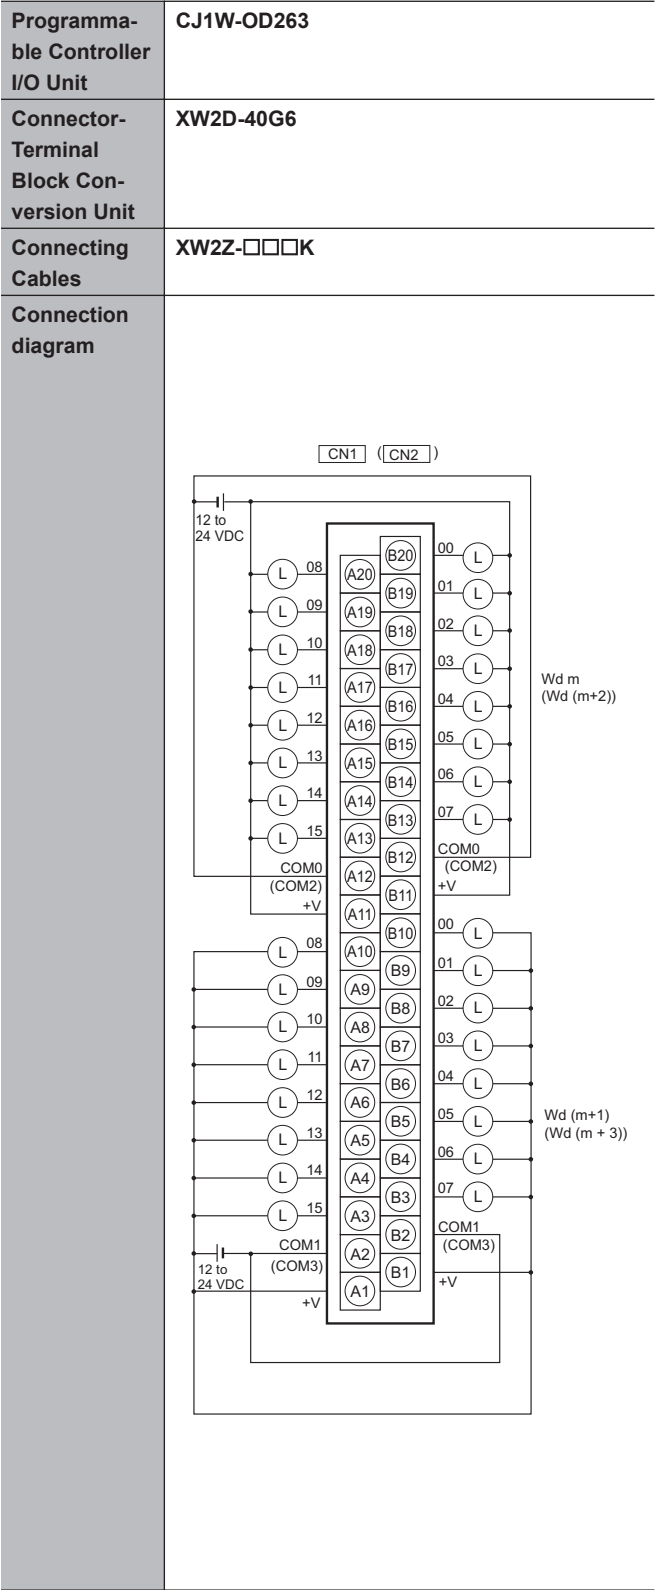 Programma-
ble Controller
I/O Unit
CJ1W-OD263
Connector-
Terminal
Block Con-
version Unit
XW2D-40G6
Connecting
Cables
XW2Z-□□□K
Connection
diagram
CN1 (CN2)
12 to
24 VDC
B20 00 L
L 08 A20
B19 01 L
L 09 A19
B18 02 L
L 10 A18
B17 03 L
L 11 A17
Wd m
(Wd (m+2))
B16 04 L
L 12 A16
B15 05 L
L 13 A15
B14 06 L
L 14 A14
B13 07 L
L 15 A13
B12 COM0
(COM2)
COM0
(COM2)
A12
B11 +V
+V A11
B10 00 L
L 08 A10
B9 01 L
L 09 A9
B8 02 L
L 10 A8
B7 03 L
L 11 A7
B6 04 L
L 12 A6
B5 05 L
Wd (m+1)
(Wd (m + 3))
L 13 A5
B4 06 L
L 14 A4
B3 07 L
L 15 A3
B2 COM1
(COM3)
COM1
(COM3)
A2
12 to
24 VDC
B1 +V
+V A1